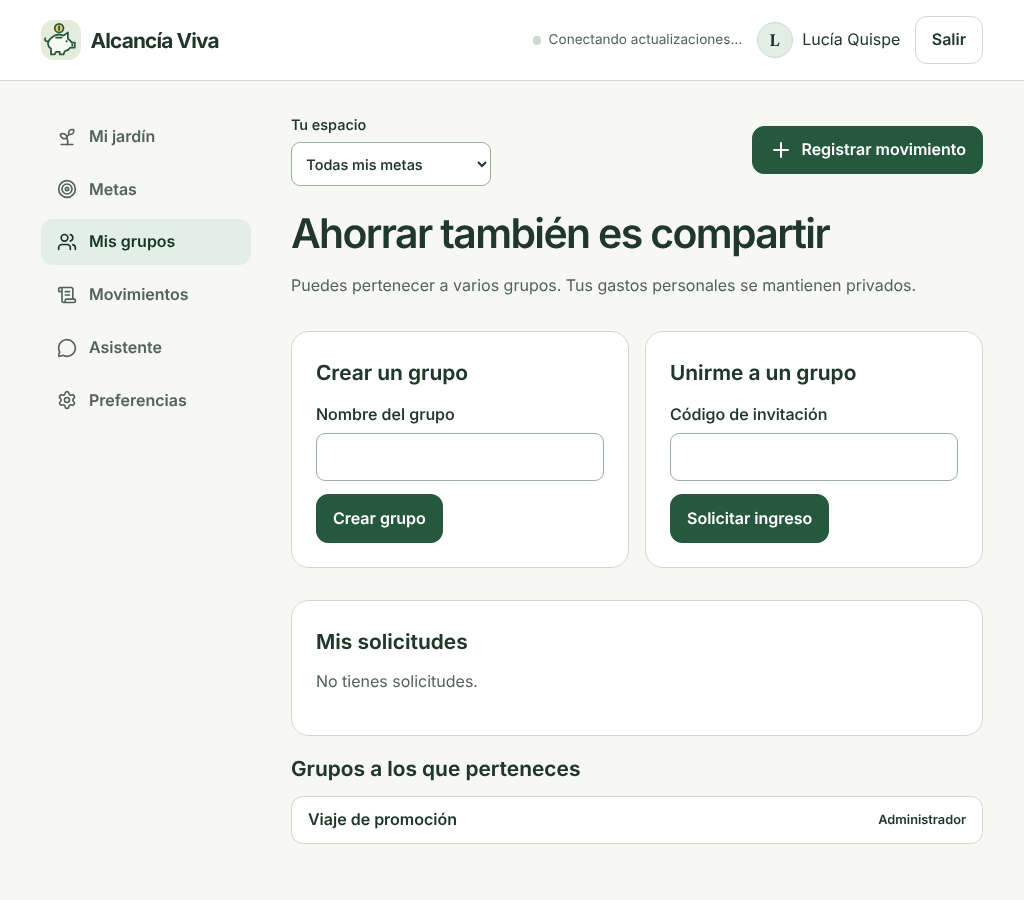 Alcancía Viva
Conectando actualizaciones...
L
Lucía Quispe
Salir
Mi jardín
Metas
Mis grupos
Movimientos
Asistente
Preferencias
Tu espacio
Todas mis metas
Registrar movimiento
Ahorrar también es compartir
Puedes pertenecer a varios grupos. Tus gastos personales se mantienen privados.
Crear un grupo
Nombre del grupo
Crear grupo
Unirme a un grupo
Código de invitación
Solicitar ingreso
Mis solicitudes
No tienes solicitudes.
Grupos a los que perteneces
Viaje de promoción
Administrador